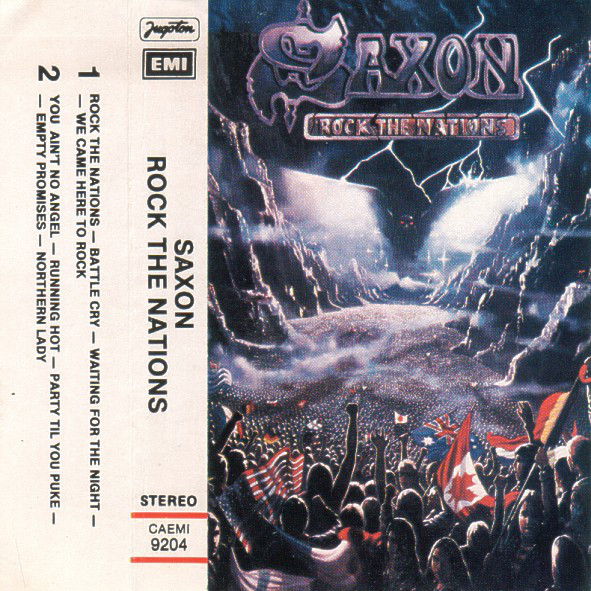 1
ROCK THE NATIONS — BATTLE CRY — WAITING FOR THE NIGHT —
— WE CAME HERE TO ROCK
2
YOU AIN'T NO ANGEL — RUNNING HOT — PARTY TIL YOU PUKE —
— EMPTY PROMISES — NORTHERN LADY
Jugoton
EMI
SAXON
ROCK THE NATIONS
STEREO
CAEMI
9204
SAXON
ROCK THE NATIONS